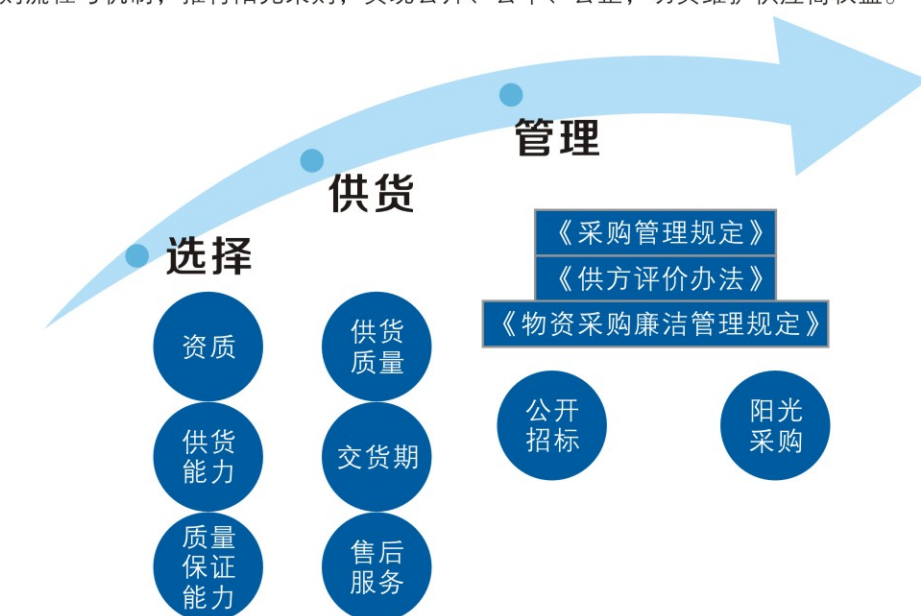 管理
供货
选择
《采购管理规定》
《供方评价办法》
《物资采购廉洁管理规定》
资质
供货
能力
质量
保证
能力
供货
质量
交货期
售后
服务
公开
招标
阳光
采购